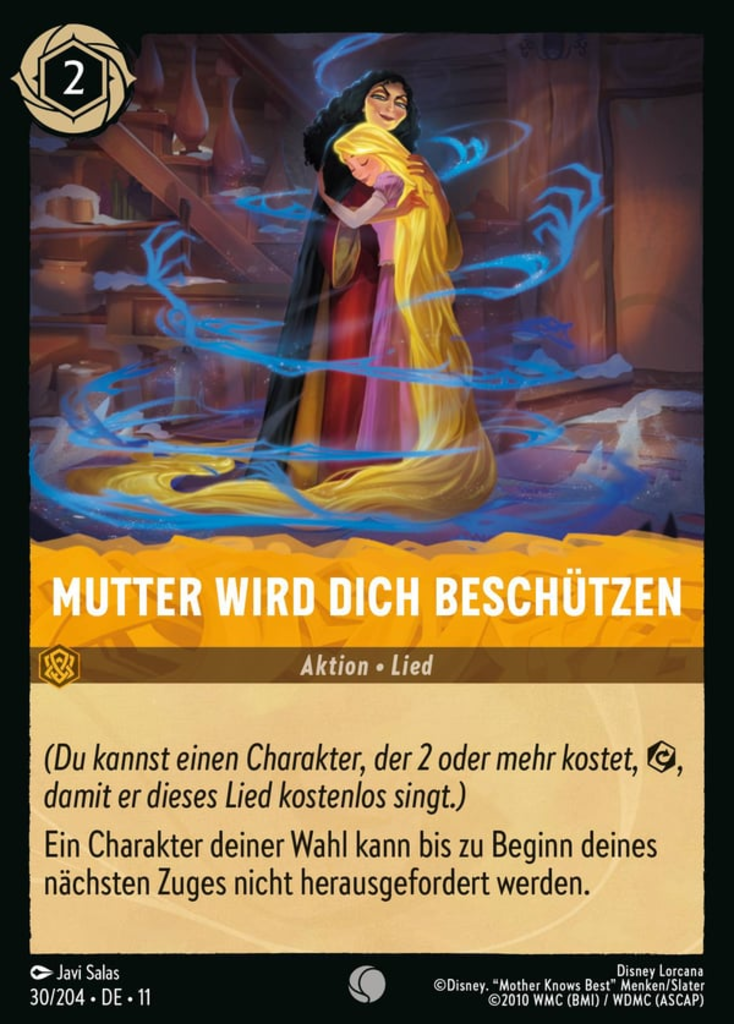 2
MUTTER WIRD DICH BESCHÜTZEN
Aktion • Lied
(Du kannst einen Charakter, der 2 oder mehr kostet, ,
damit er dieses Lied kostenlos singt.)
Ein Charakter deiner Wahl kann bis zu Beginn deines
nächsten Zuges nicht herausgefordert werden.
Javi Salas
30/204 • DE • 11
Disney Lorcana
©Disney. “Mother Knows Best” Menken/Slater
©2010 WMC (BMI) / WDMC (ASCAP)